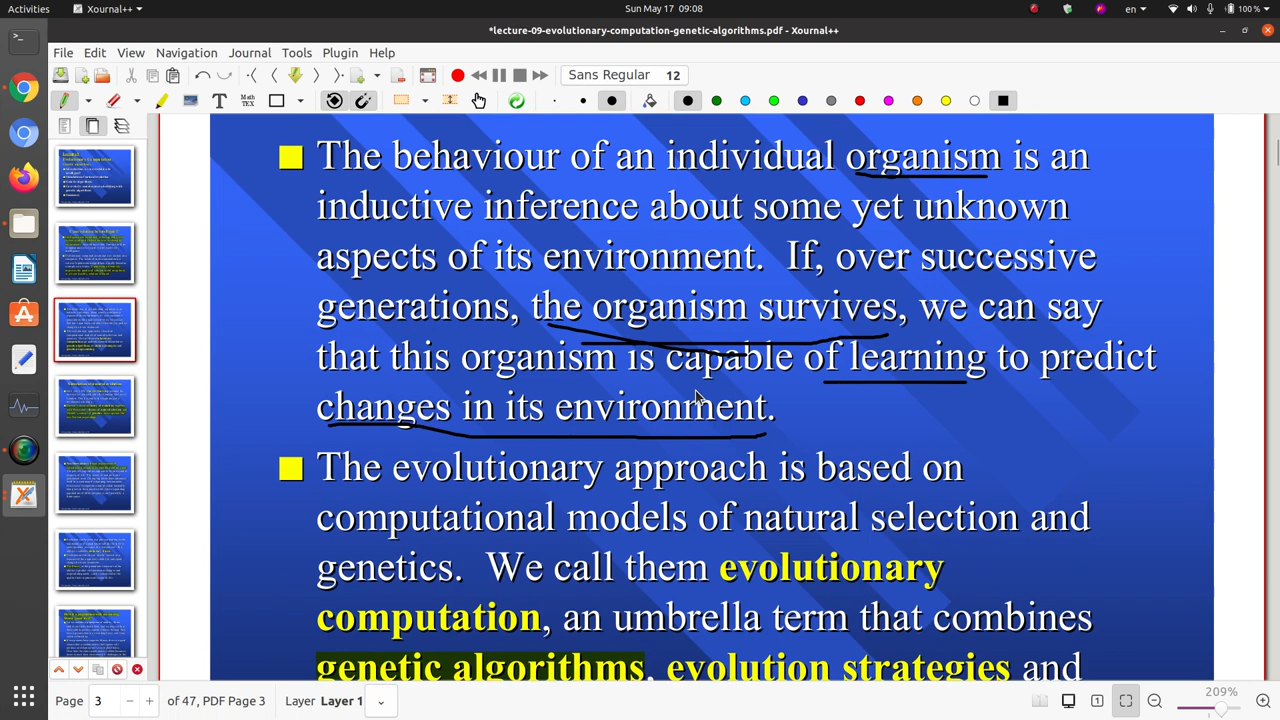 Activities
Xournal++
Sun May 17 09:08
en
100 %
*lecture-09-evolutionary-computation-genetic-algorithms.pdf - Xournal++
File Edit View Navigation Journal Tools Plugin Help
Sans Regular 12
The behaviour of an individual organism is an
inductive inference about some yet unknown
aspects of its environment. If, over successive
generations, the organism survives, we can say
that this organism is capable of learning to predict
changes in its environment.
The evolutionary approach is based on
computational models of natural selection and
genetics. We call them evolutionary
computation, an umbrella term that combines
genetic algorithms, evolution strategies and
Page 3 of 47, PDF Page 3 Layer Layer 1
209%